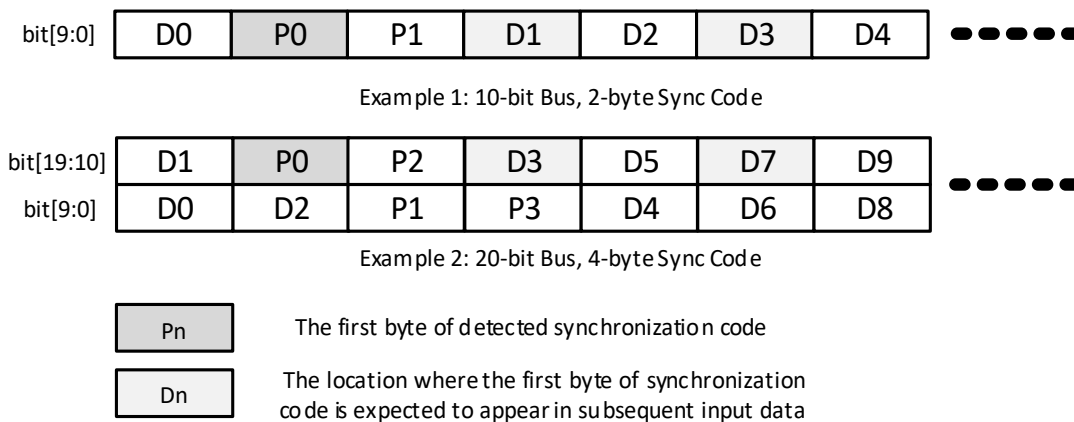 bit[9:0] D0 P0 P1 D1 D2 D3 D4
Example 1: 10-bit Bus, 2-byte Sync Code
bit[19:10] D1 P0 P2 D3 D5 D7 D9
bit[9:0] D0 D2 P1 P3 D4 D6 D8
Example 2: 20-bit Bus, 4-byte Sync Code
Pn The first byte of detected synchronization code
Dn The location where the first byte of synchronization
code is expected to appear in subsequent input data